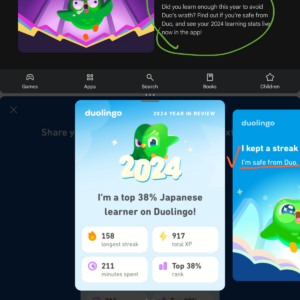 Did you learn enough this year to avoid
Duo's wrath? Find out if you're safe from
Duo, and see your 2024 learning stats live
now in the app!
Games
Apps
Search
Books
Children
Share y
duolingo
2024 YEAR IN REVIEW
2024
I'm a top 38% Japanese
learner on Duolingo!
158
longest streak
917
total XP
211
minutes spent
Top 38%
rank
duolingo
I kept a streak
I'm safe from Duo.